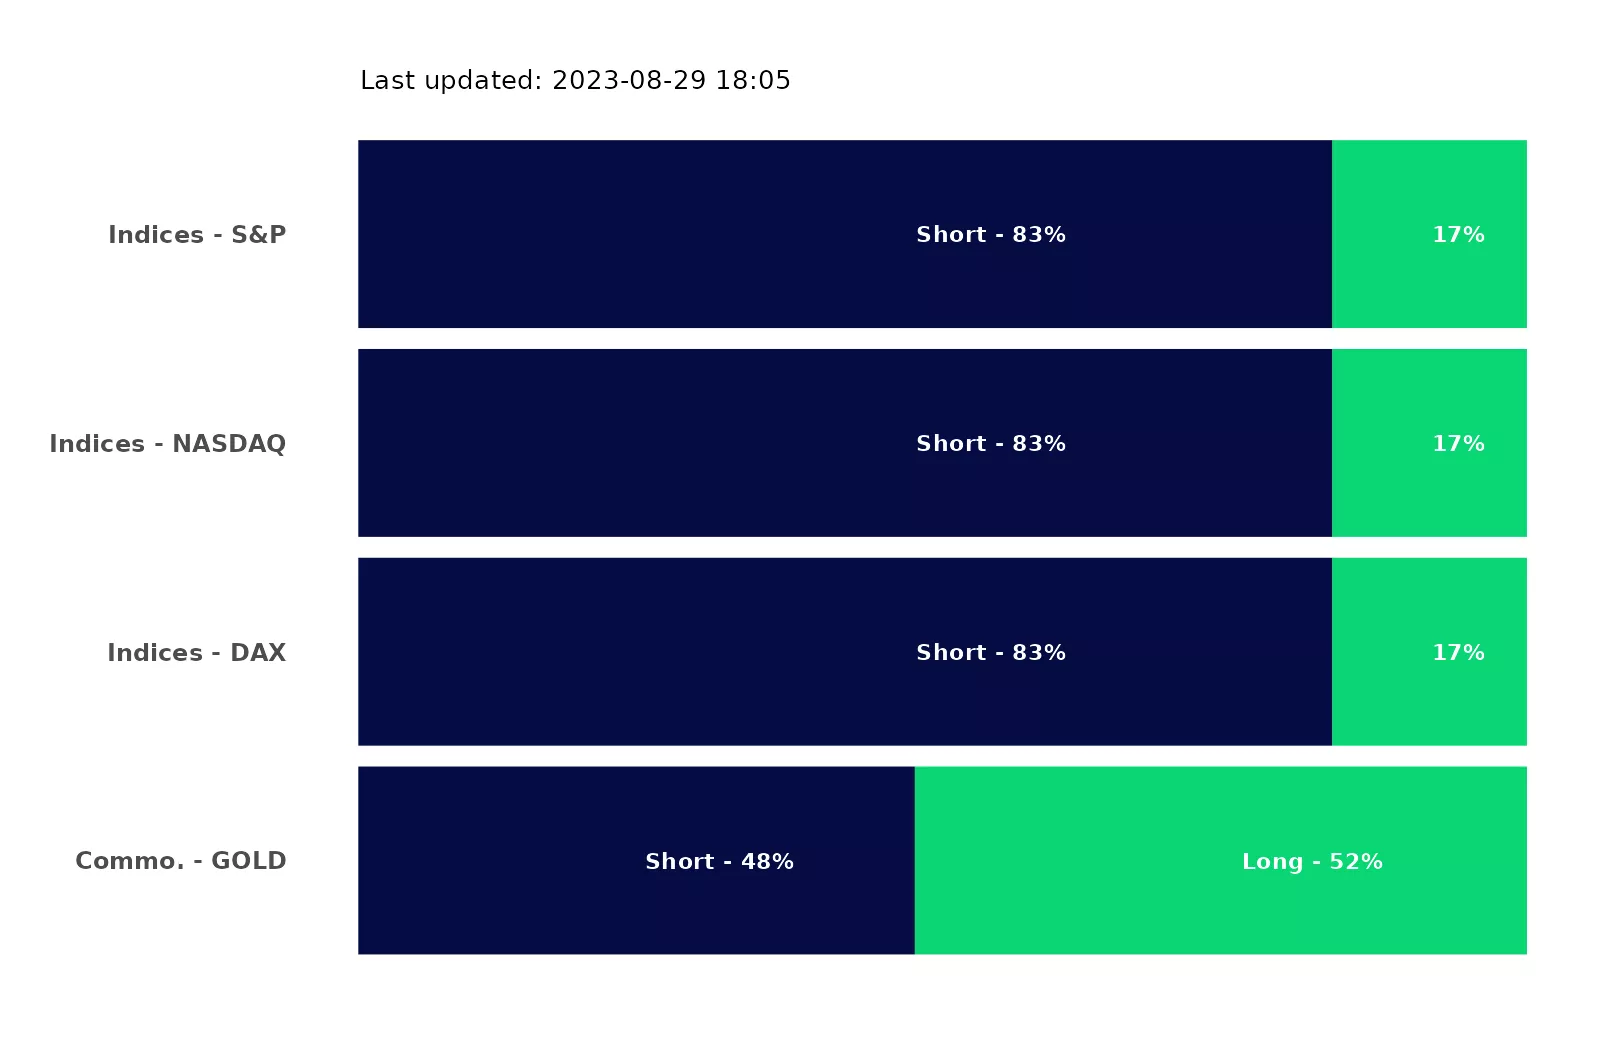 Last updated: 2023-08-29 18:05
Indices - S&P Short - 83% 17%
Indices - NASDAQ Short - 83% 17%
Indices - DAX Short - 83% 17%
Commo. - GOLD Short - 48% Long - 52%